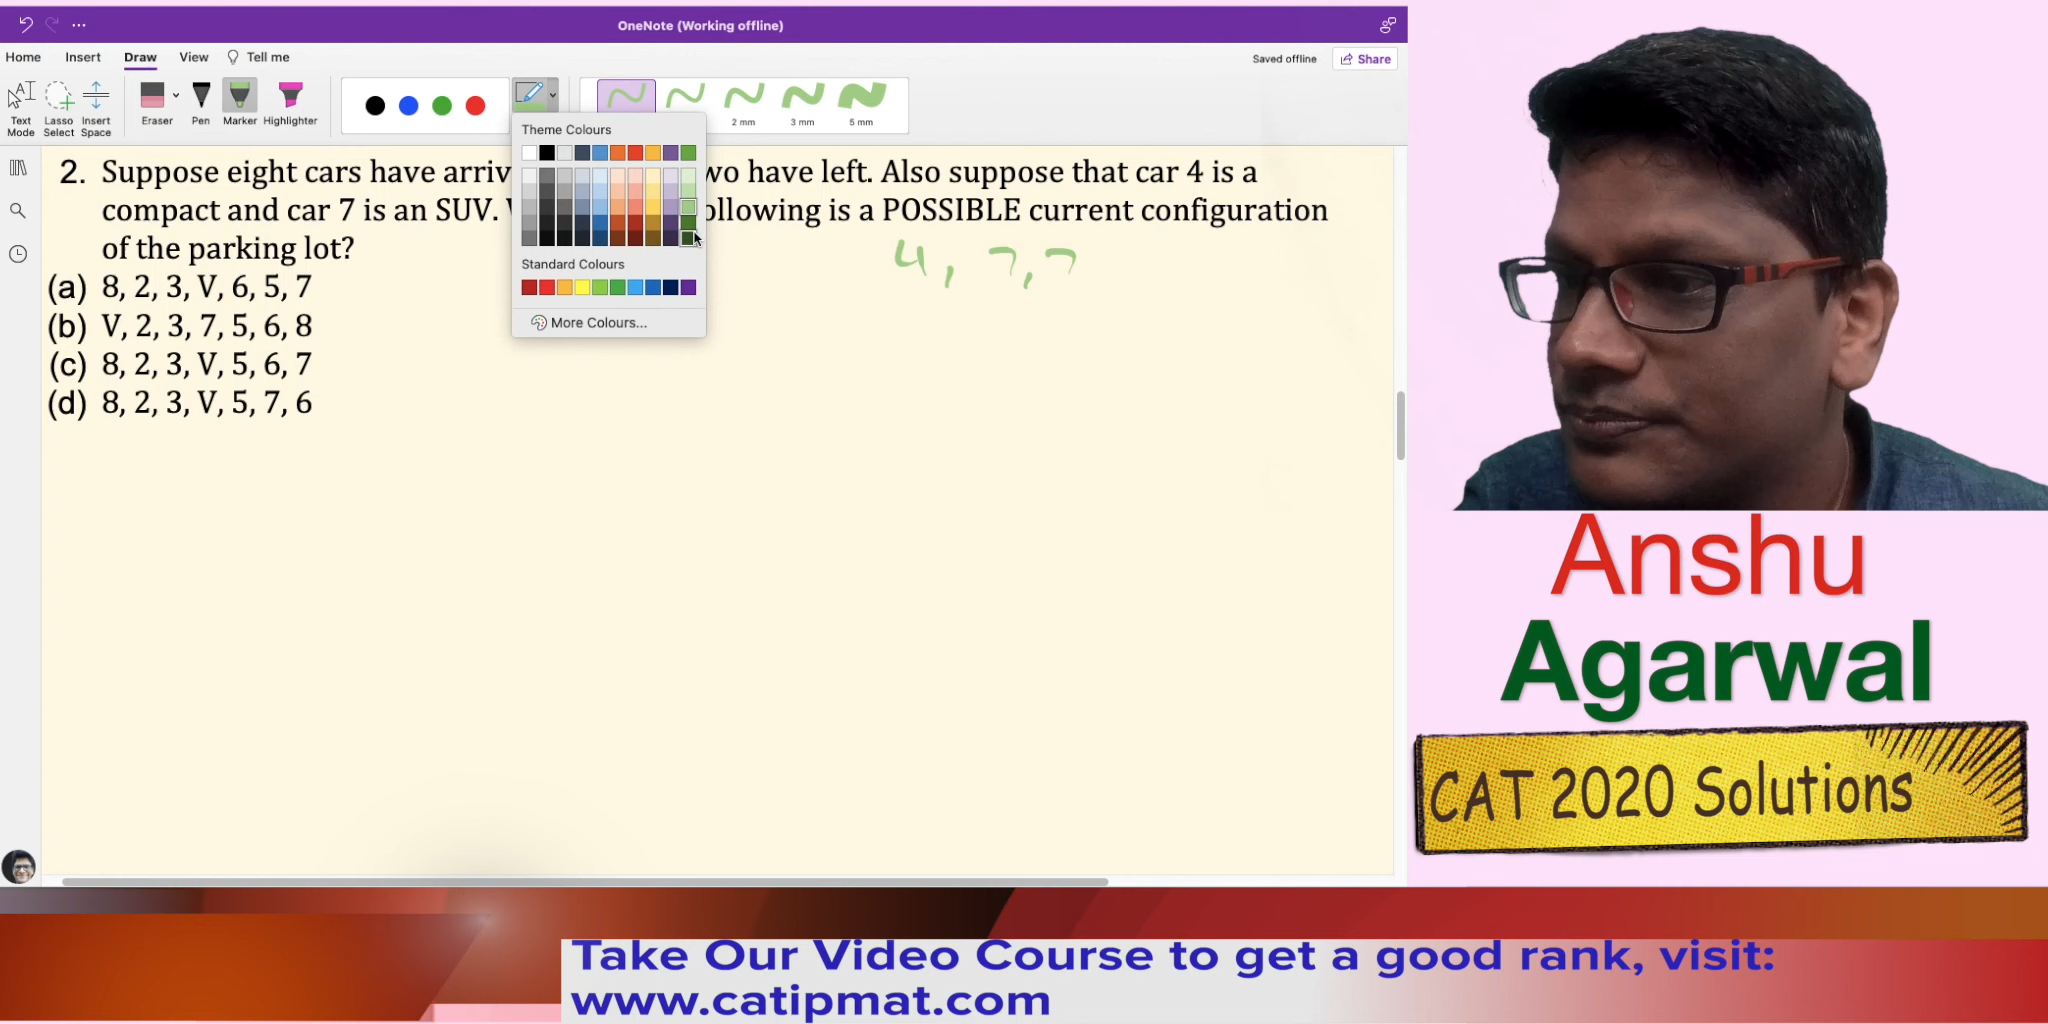 OneNote (Working offline)
Home Insert Draw View Tell me
Saved offline Share
Text Mode
Lasso Select
Insert Space
Eraser Pen Marker Highlighter
2 mm 3 mm 5 mm
Theme Colours
Standard Colours
More Colours...
2. Suppose eight cars have arriv wo have left. Also suppose that car 4 is a
compact and car 7 is an SUV. ollowing is a POSSIBLE current configuration
of the parking lot?
4, 7, 7
(a) 8, 2, 3, V, 6, 5, 7
(b) V, 2, 3, 7, 5, 6, 8
(c) 8, 2, 3, V, 5, 6, 7
(d) 8, 2, 3, V, 5, 7, 6
Anshu
Agarwal
CAT 2020 Solutions
Take Our Video Course to get a good rank, visit:
www.catipmat.com